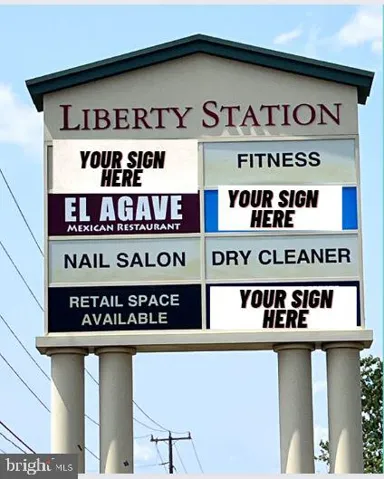 LIBERTY STATION
YOUR SIGN
HERE
FITNESS
EL AGAVE
MEXICAN RESTAURANT
YOUR SIGN
HERE
NAIL SALON
DRY CLEANER
RETAIL SPACE
AVAILABLE
YOUR SIGN
HERE
bright MLS